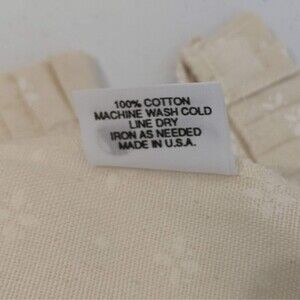 100% COTTON
MACHINE WASH COLD
LINE DRY
IRON AS NEEDED
MADE IN U.S.A.